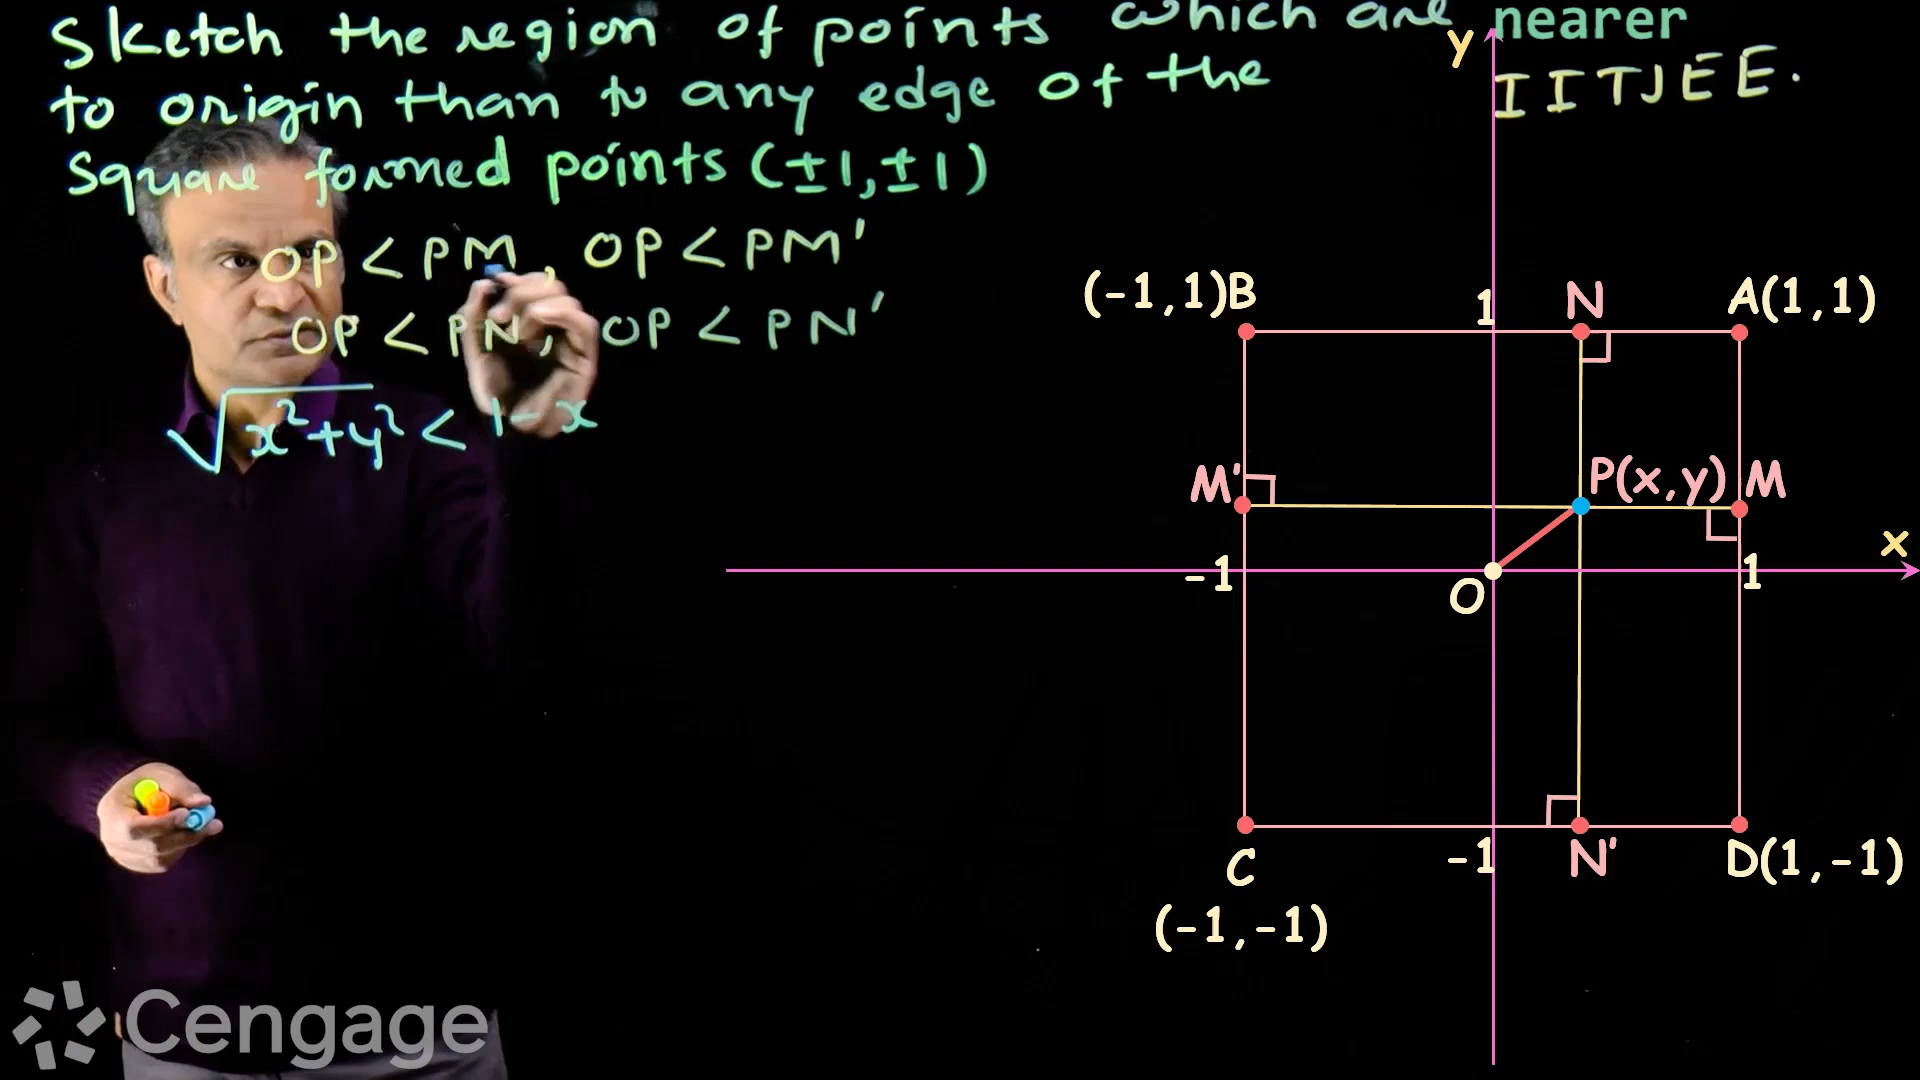 Sketch the region of points which are nearer
to origin than to any edge of the
Square formed points (±1,±1)
IITJEE.
OP < PM, OP < PM'
OP < PN, OP < PN'
√x²+y² < 1-x
y
(-1,1)B
1
N
A(1,1)
M'
P(x,y)
M
x
-1
O
1
C
-1
N'
D(1,-1)
(-1,-1)
Cengage